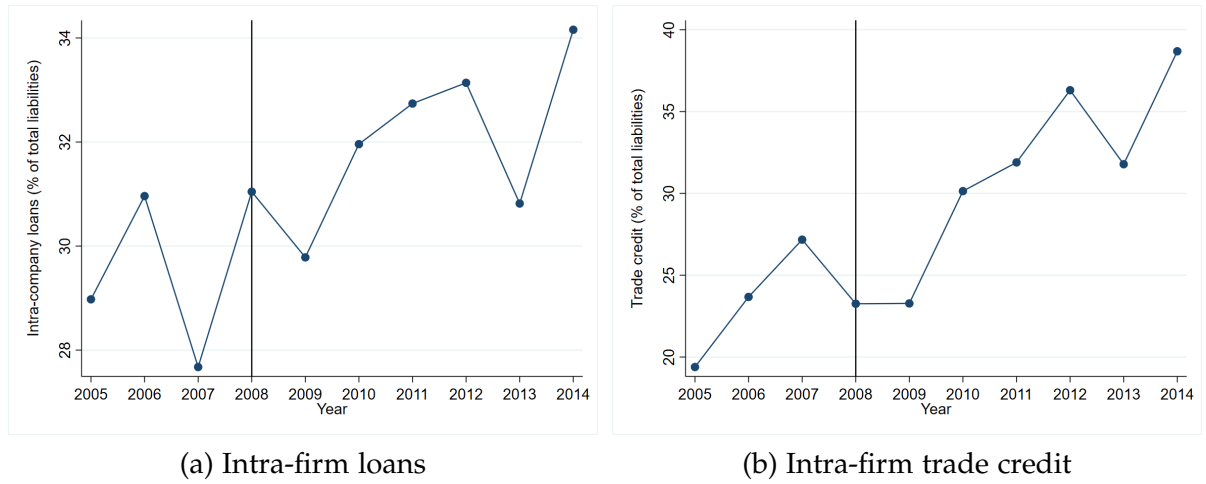 34
32
30
28
Intra-company loans (% of total liabilities)
2005 2006 2007 2008 2009 2010 2011 2012 2013 2014
Year
(a) Intra-firm loans
40
35
30
25
20
Trade credit (% of total liabilities)
2005 2006 2007 2008 2009 2010 2011 2012 2013 2014
Year
(b) Intra-firm trade credit